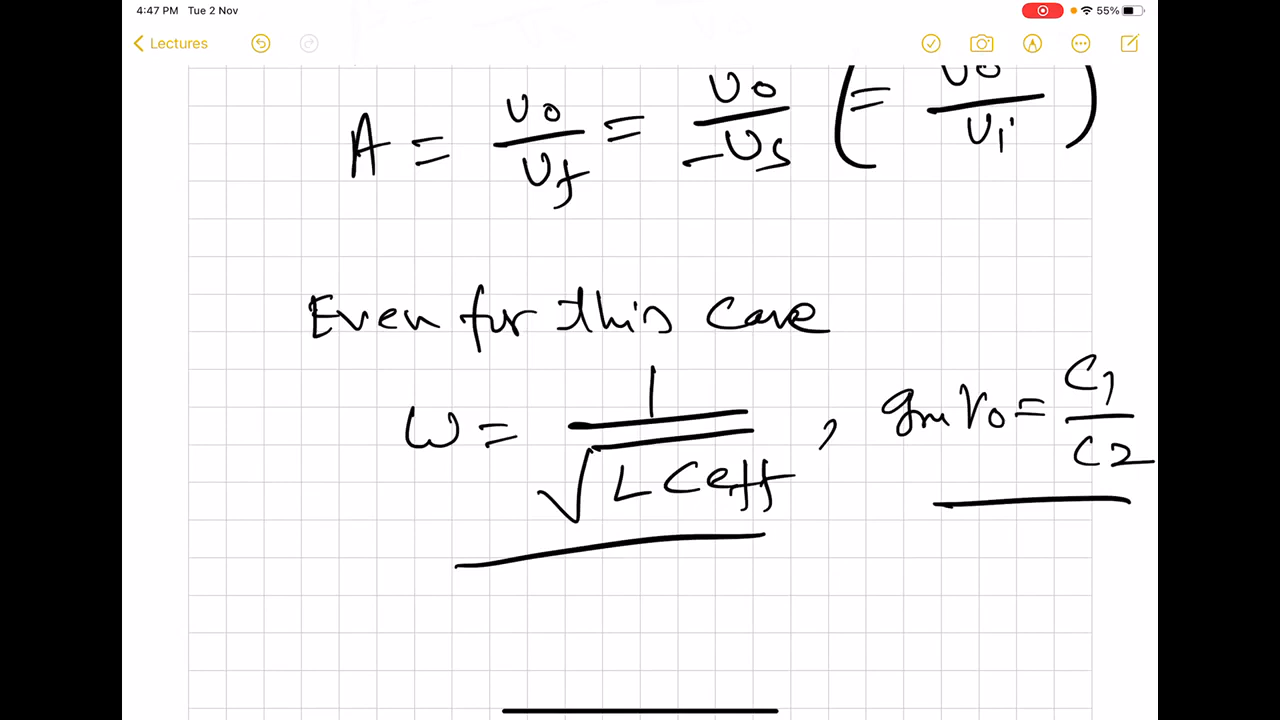 4:47 PM Tue 2 Nov 55%
Lectures
A = vo/vf = vo/-vs (= vo/vi)
Even for this case
ω = 1/√LCeff , gm ro = C1/C2